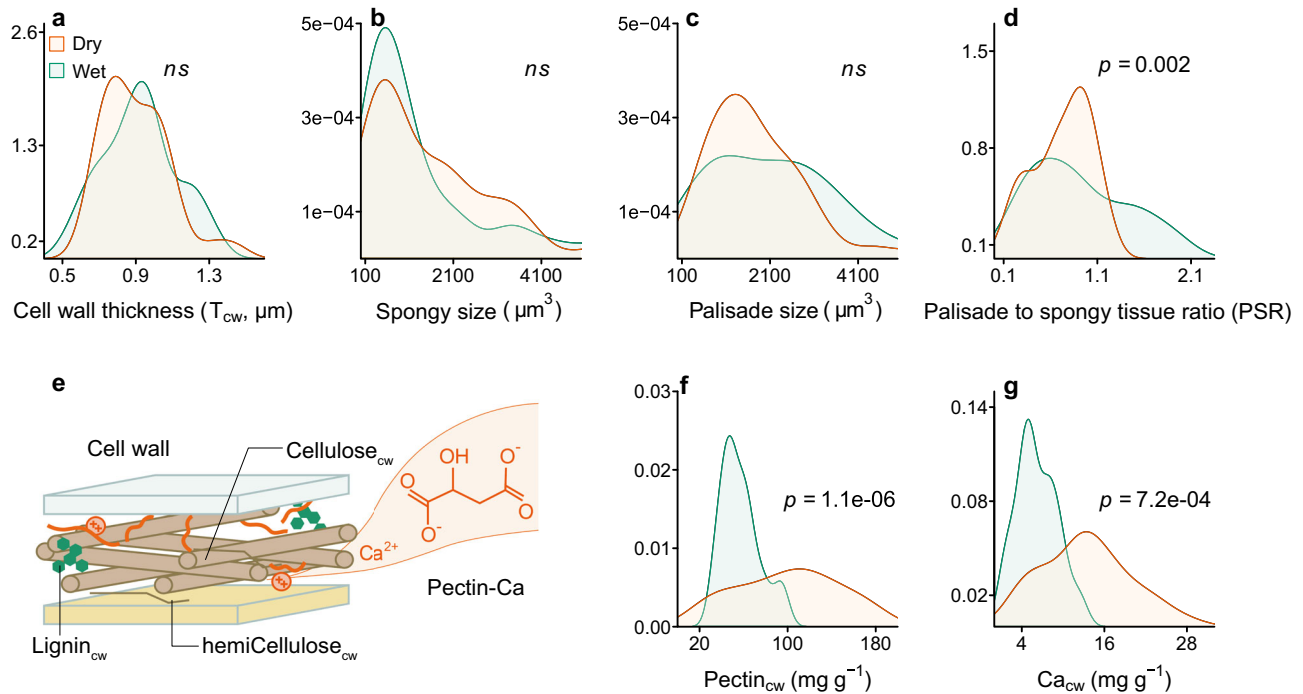 a
2.6
1.3
0.2
Dry
Wet
ns
0.5 0.9 1.3
Cell wall thickness (Tcw, µm)
b
5e−04
3e−04
1e−04
ns
100 2100 4100
Spongy size (µm³)
c
5e−04
3e−04
1e−04
ns
100 2100 4100
Palisade size (µm³)
d
1.5
0.8
0.1
p = 0.002
0.1 1.1 2.1
Palisade to spongy tissue ratio (PSR)
e
Cell wall
Cellulosecw
++
++
Ca2+
O
O-
OH
O-
O
Pectin-Ca
Lignincw
hemiCellulosecw
f
0.03
0.02
0.01
0.00
p = 1.1e-06
20 100 180
Pectincw (mg g−1)
g
0.14
0.08
0.02
p = 7.2e-04
4 16 28
Cacw (mg g−1)